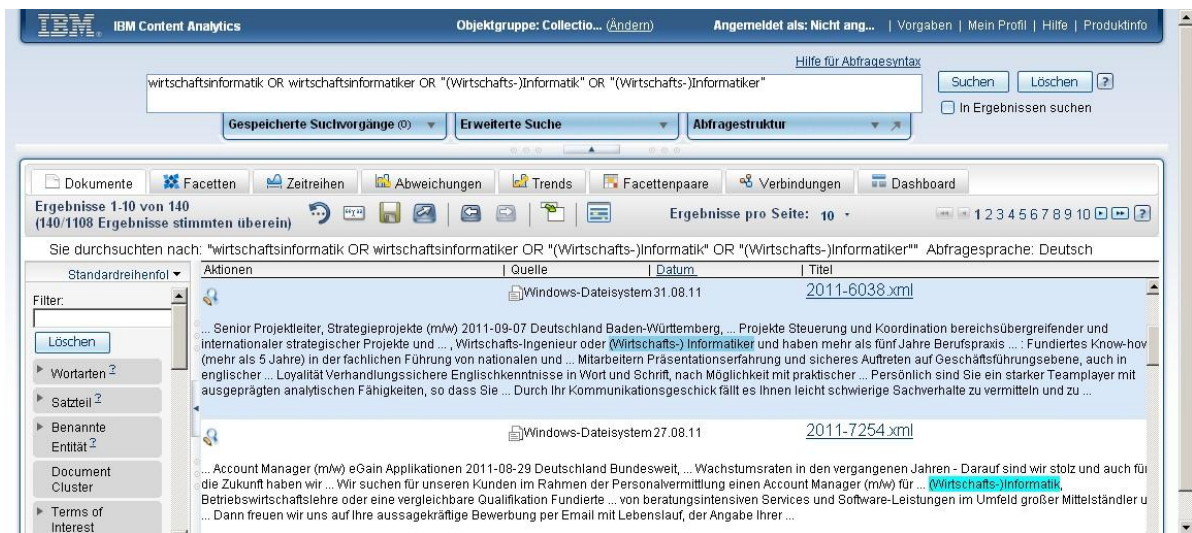 IBM IBM Content Analytics Objektgruppe: Collectio... (Ändern) Angemeldet als: Nicht ang... | Vorgaben | Mein Profil | Hilfe | Produktinfo
Hilfe für Abfragesyntax
wirtschaftsinformatik OR wirtschaftsinformatiker OR "(Wirtschafts-)Informatik" OR "(Wirtschafts-)Informatiker" Suchen Löschen ?
In Ergebnissen suchen
Gespeicherte Suchvorgänge (0) Erweiterte Suche Abfragestruktur
Dokumente Facetten Zeitreihen Abweichungen Trends Facettenpaare Verbindungen Dashboard
Ergebnisse 1-10 von 140
(140/1108 Ergebnisse stimmten überein) Ergebnisse pro Seite: 10 1 2 3 4 5 6 7 8 9 10 ?
Sie durchsuchten nach: "wirtschaftsinformatik OR wirtschaftsinformatiker OR "(Wirtschafts-)Informatik" OR "(Wirtschafts-)Informatiker"" Abfragesprache: Deutsch
Standardreihenfol
Aktionen | Quelle | Datum | Titel
Filter:
Löschen
Wortarten ?
Satzteil ?
Benannte
Entität ?
Document
Cluster
Terms of
Interest
Windows-Dateisystem 31.08.11 2011-6038.xml
... Senior Projektleiter, Strategieprojekte (m/w) 2011-09-07 Deutschland Baden-Württemberg, ... Projekte Steuerung und Koordination bereichsübergreifender und
internationaler strategischer Projekte und ... , Wirtschafts-Ingenieur oder (Wirtschafts-) Informatiker und haben mehr als fünf Jahre Berufspraxis ... : Fundiertes Know-how
(mehr als 5 Jahre) in der fachlichen Führung von nationalen und ... Mitarbeitern Präsentationserfahrung und sicheres Auftreten auf Geschäftsführungsebene, auch in
englischer ... Loyalität Verhandlungssichere Englischkenntnisse in Wort und Schrift, nach Möglichkeit mit praktischer ... Persönlich sind Sie ein starker Teamplayer mit
ausgeprägten analytischen Fähigkeiten, so dass Sie ... Durch Ihr Kommunikationsgeschick fällt es Ihnen leicht schwierige Sachverhalte zu vermitteln und zu ...
Windows-Dateisystem 27.08.11 2011-7254.xml
... Account Manager (m/w) eGain Applikationen 2011-08-29 Deutschland Bundesweit, ... Wachstumsraten in den vergangenen Jahren - Darauf sind wir stolz und auch für
die Zukunft haben wir ... Wir suchen für unseren Kunden im Rahmen der Personalvermittlung einen Account Manager (m/w) für ... (Wirtschafts-)Informatik,
Betriebswirtschaftslehre oder eine vergleichbare Qualifikation Fundierte ... von beratungsintensiven Services und Software-Leistungen im Umfeld großer Mittelständler u
... Dann freuen wir uns auf Ihre aussagekräftige Bewerbung per Email mit Lebenslauf, der Angabe Ihrer ...